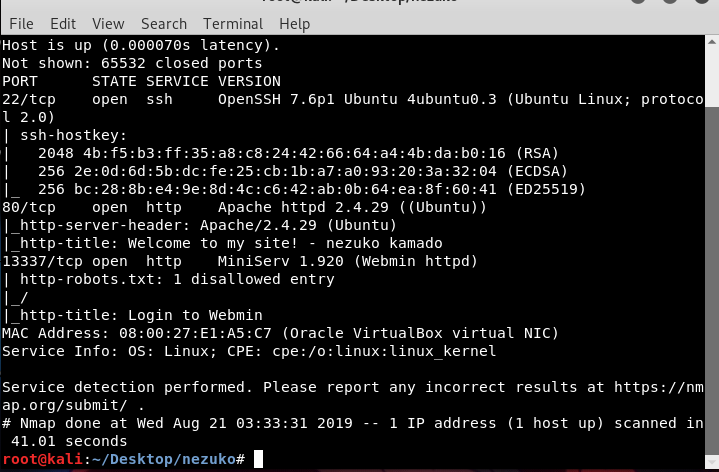 root@kali ~/Desktop/nezuko
File Edit View Search Terminal Help
Host is up (0.000070s latency).
Not shown: 65532 closed ports
PORT      STATE SERVICE VERSION
22/tcp    open  ssh     OpenSSH 7.6p1 Ubuntu 4ubuntu0.3 (Ubuntu Linux; protoco
l 2.0)
| ssh-hostkey:
|   2048 4b:f5:b3:ff:35:a8:c8:24:42:66:64:a4:4b:da:b0:16 (RSA)
|   256 2e:0d:6d:5b:dc:fe:25:cb:1b:a7:a0:93:20:3a:32:04 (ECDSA)
|_  256 bc:28:8b:e4:9e:8d:4c:c6:42:ab:0b:64:ea:8f:60:41 (ED25519)
80/tcp    open  http    Apache httpd 2.4.29 ((Ubuntu))
|_http-server-header: Apache/2.4.29 (Ubuntu)
|_http-title: Welcome to my site! - nezuko kamado
13337/tcp open  http    MiniServ 1.920 (Webmin httpd)
| http-robots.txt: 1 disallowed entry
|_/
|_http-title: Login to Webmin
MAC Address: 08:00:27:E1:A5:C7 (Oracle VirtualBox virtual NIC)
Service Info: OS: Linux; CPE: cpe:/o:linux:linux_kernel

Service detection performed. Please report any incorrect results at https://nm
ap.org/submit/ .
# Nmap done at Wed Aug 21 03:33:31 2019 -- 1 IP address (1 host up) scanned in
 41.01 seconds
root@kali:~/Desktop/nezuko#